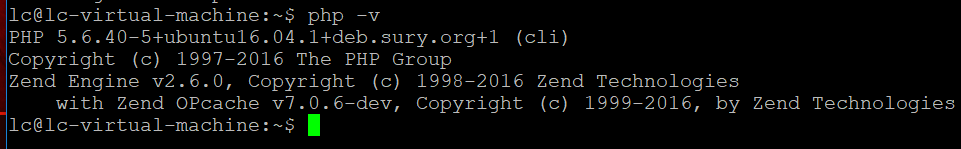 lc@lc-virtual-machine:~$ php -v
PHP 5.6.40-5+ubuntu16.04.1+deb.sury.org+1 (cli)
Copyright (c) 1997-2016 The PHP Group
Zend Engine v2.6.0, Copyright (c) 1998-2016 Zend Technologies
    with Zend OPcache v7.0.6-dev, Copyright (c) 1999-2016, by Zend Technologies
lc@lc-virtual-machine:~$